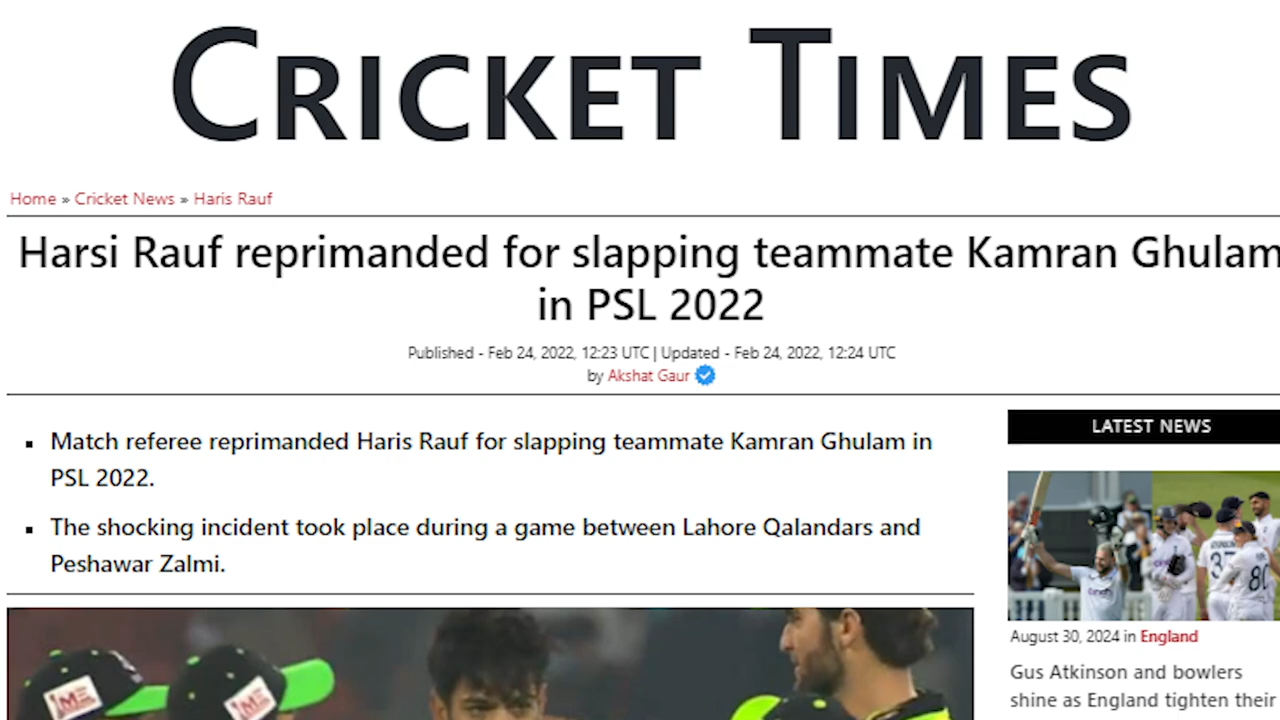 CRICKET TIMES
Home » Cricket News » Haris Rauf
Harsi Rauf reprimanded for slapping teammate Kamran Ghulam
in PSL 2022
Published - Feb 24, 2022, 12:23 UTC | Updated - Feb 24, 2022, 12:24 UTC
by Akshat Gaur
▪ Match referee reprimanded Haris Rauf for slapping teammate Kamran Ghulam in
PSL 2022.
▪ The shocking incident took place during a game between Lahore Qalandars and
Peshawar Zalmi.
LATEST NEWS
37
80
August 30, 2024 in England
Gus Atkinson and bowlers
shine as England tighten their